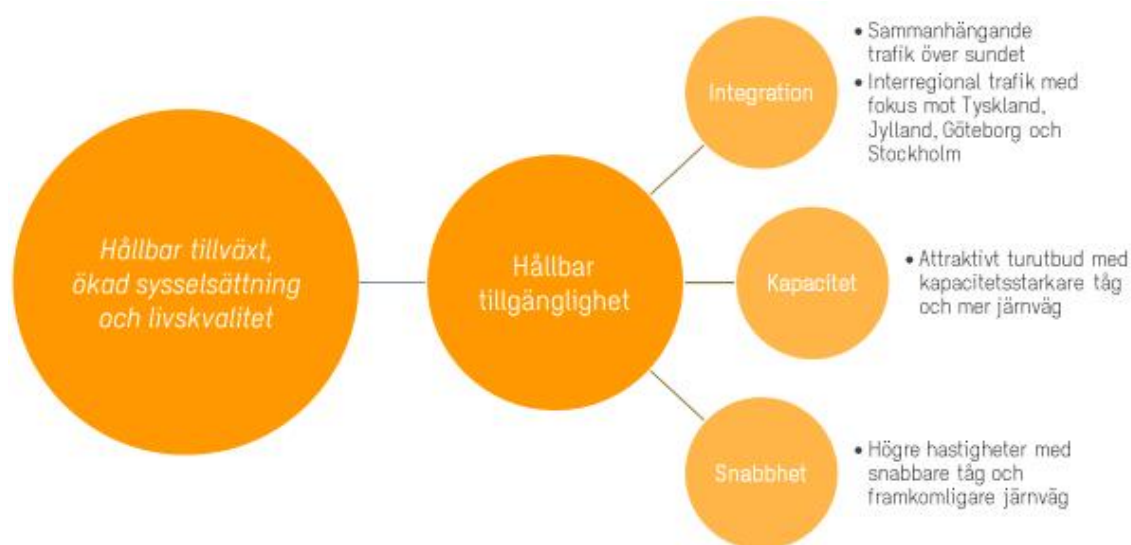 Hållbar tillväxt,
ökad sysselsättning
och livskvalitet
Hållbar
tillgänglighet
Integration
• Sammanhängande
trafik över sundet
• Interregional trafik med
fokus mot Tyskland,
Jylland, Göteborg och
Stockholm
Kapacitet
• Attraktivt turutbud med
kapacitetsstarkare tåg
och mer järnväg
Snabbhet
• Högre hastigheter med
snabbare tåg och
framkomligare järnväg